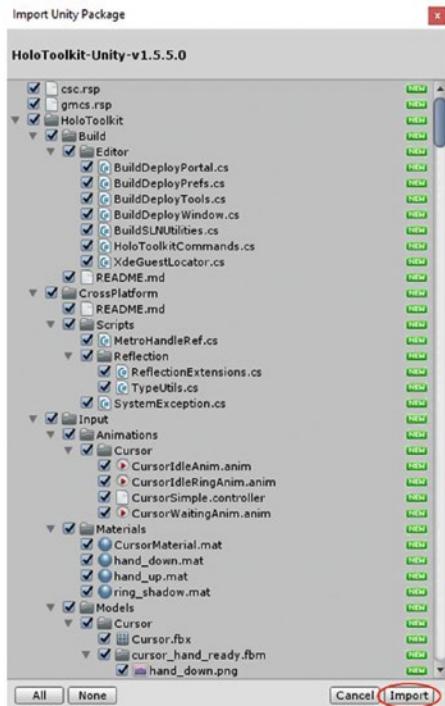 Import Unity Package
x
HoloToolkit-Unity-v1.5.5.0
csc.rsp NEW
gmcs.rsp NEW
HoloToolkit NEW
Build NEW
Editor NEW
BuildDeployPortal.cs NEW
BuildDeployPrefs.cs NEW
BuildDeployTools.cs NEW
BuildDeployWindow.cs NEW
BuildSLNUtilities.cs NEW
HoloToolkitCommands.cs NEW
XdeGuestLocator.cs NEW
README.md NEW
CrossPlatform NEW
README.md NEW
Scripts NEW
MetroHandleRef.cs NEW
Reflection NEW
ReflectionExtensions.cs NEW
TypeUtils.cs NEW
SystemException.cs NEW
Input NEW
Animations NEW
Cursor NEW
CursorIdleAnim.anim NEW
CursorIdleRingAnim.anim NEW
CursorSimple.controller NEW
CursorWaitingAnim.anim NEW
Materials NEW
CursorMaterial.mat NEW
hand_down.mat NEW
hand_up.mat NEW
ring_shadow.mat NEW
Models NEW
Cursor NEW
Cursor.fbx NEW
cursor_hand_ready.fbm NEW
hand_down.png NEW
All None Cancel Import